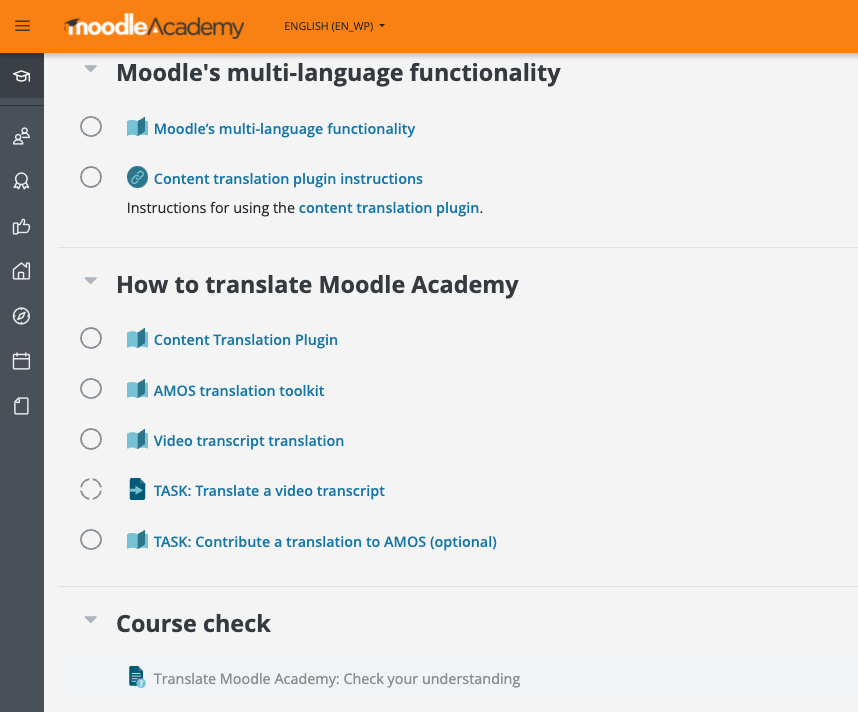 moodleAcademy
ENGLISH (EN_WP)
Moodle's multi-language functionality
Moodle’s multi-language functionality
Content translation plugin instructions
Instructions for using the content translation plugin.
How to translate Moodle Academy
Content Translation Plugin
AMOS translation toolkit
Video transcript translation
TASK: Translate a video transcript
TASK: Contribute a translation to AMOS (optional)
Course check
Translate Moodle Academy: Check your understanding